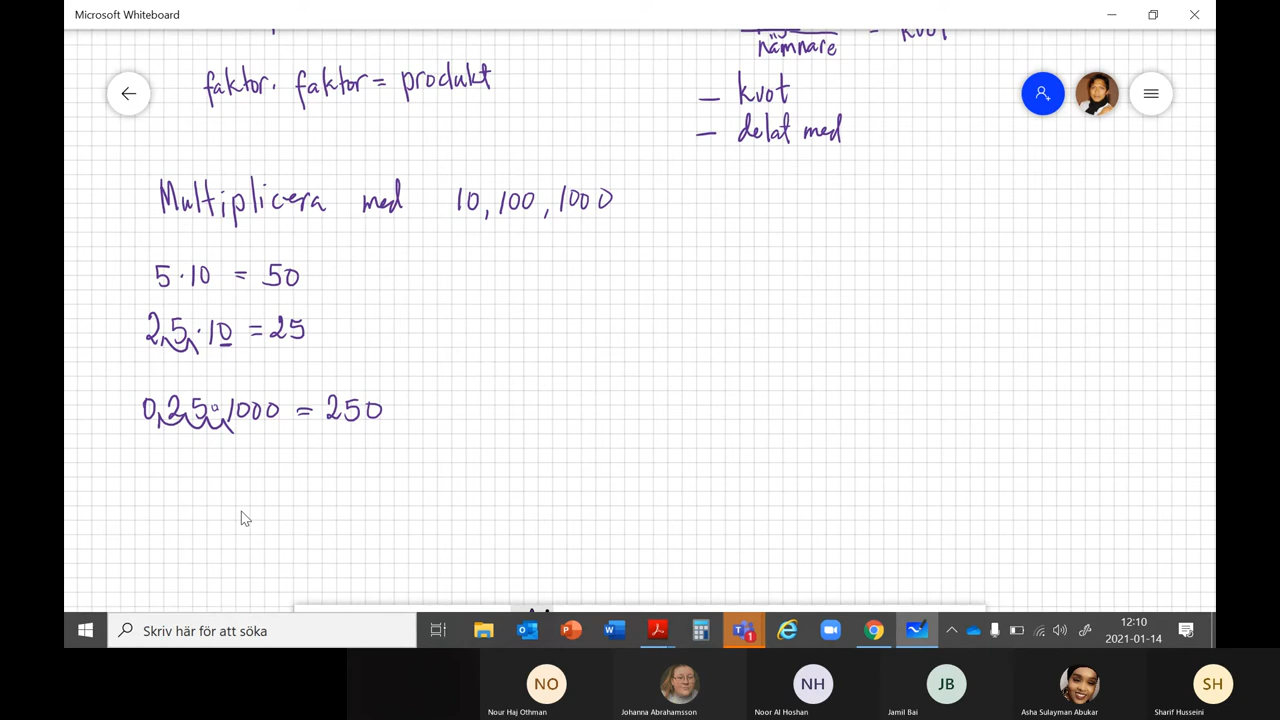 Microsoft Whiteboard
nämnare
kvot
faktor · faktor = produkt
– kvot
– delat med
Multiplicera med 10, 100, 1000
5 · 10 = 50
2,5 · 10 = 25
0,25 · 1000 = 250
Skriv här för att söka
1
12:10
2021-01-14
NO
NH
JB
SH
Nour Haj Othman
Johanna Abrahamsson
Noor Al Hoshan
Jamil Bai
Asha Sulayman Abukar
Sharif Husseini